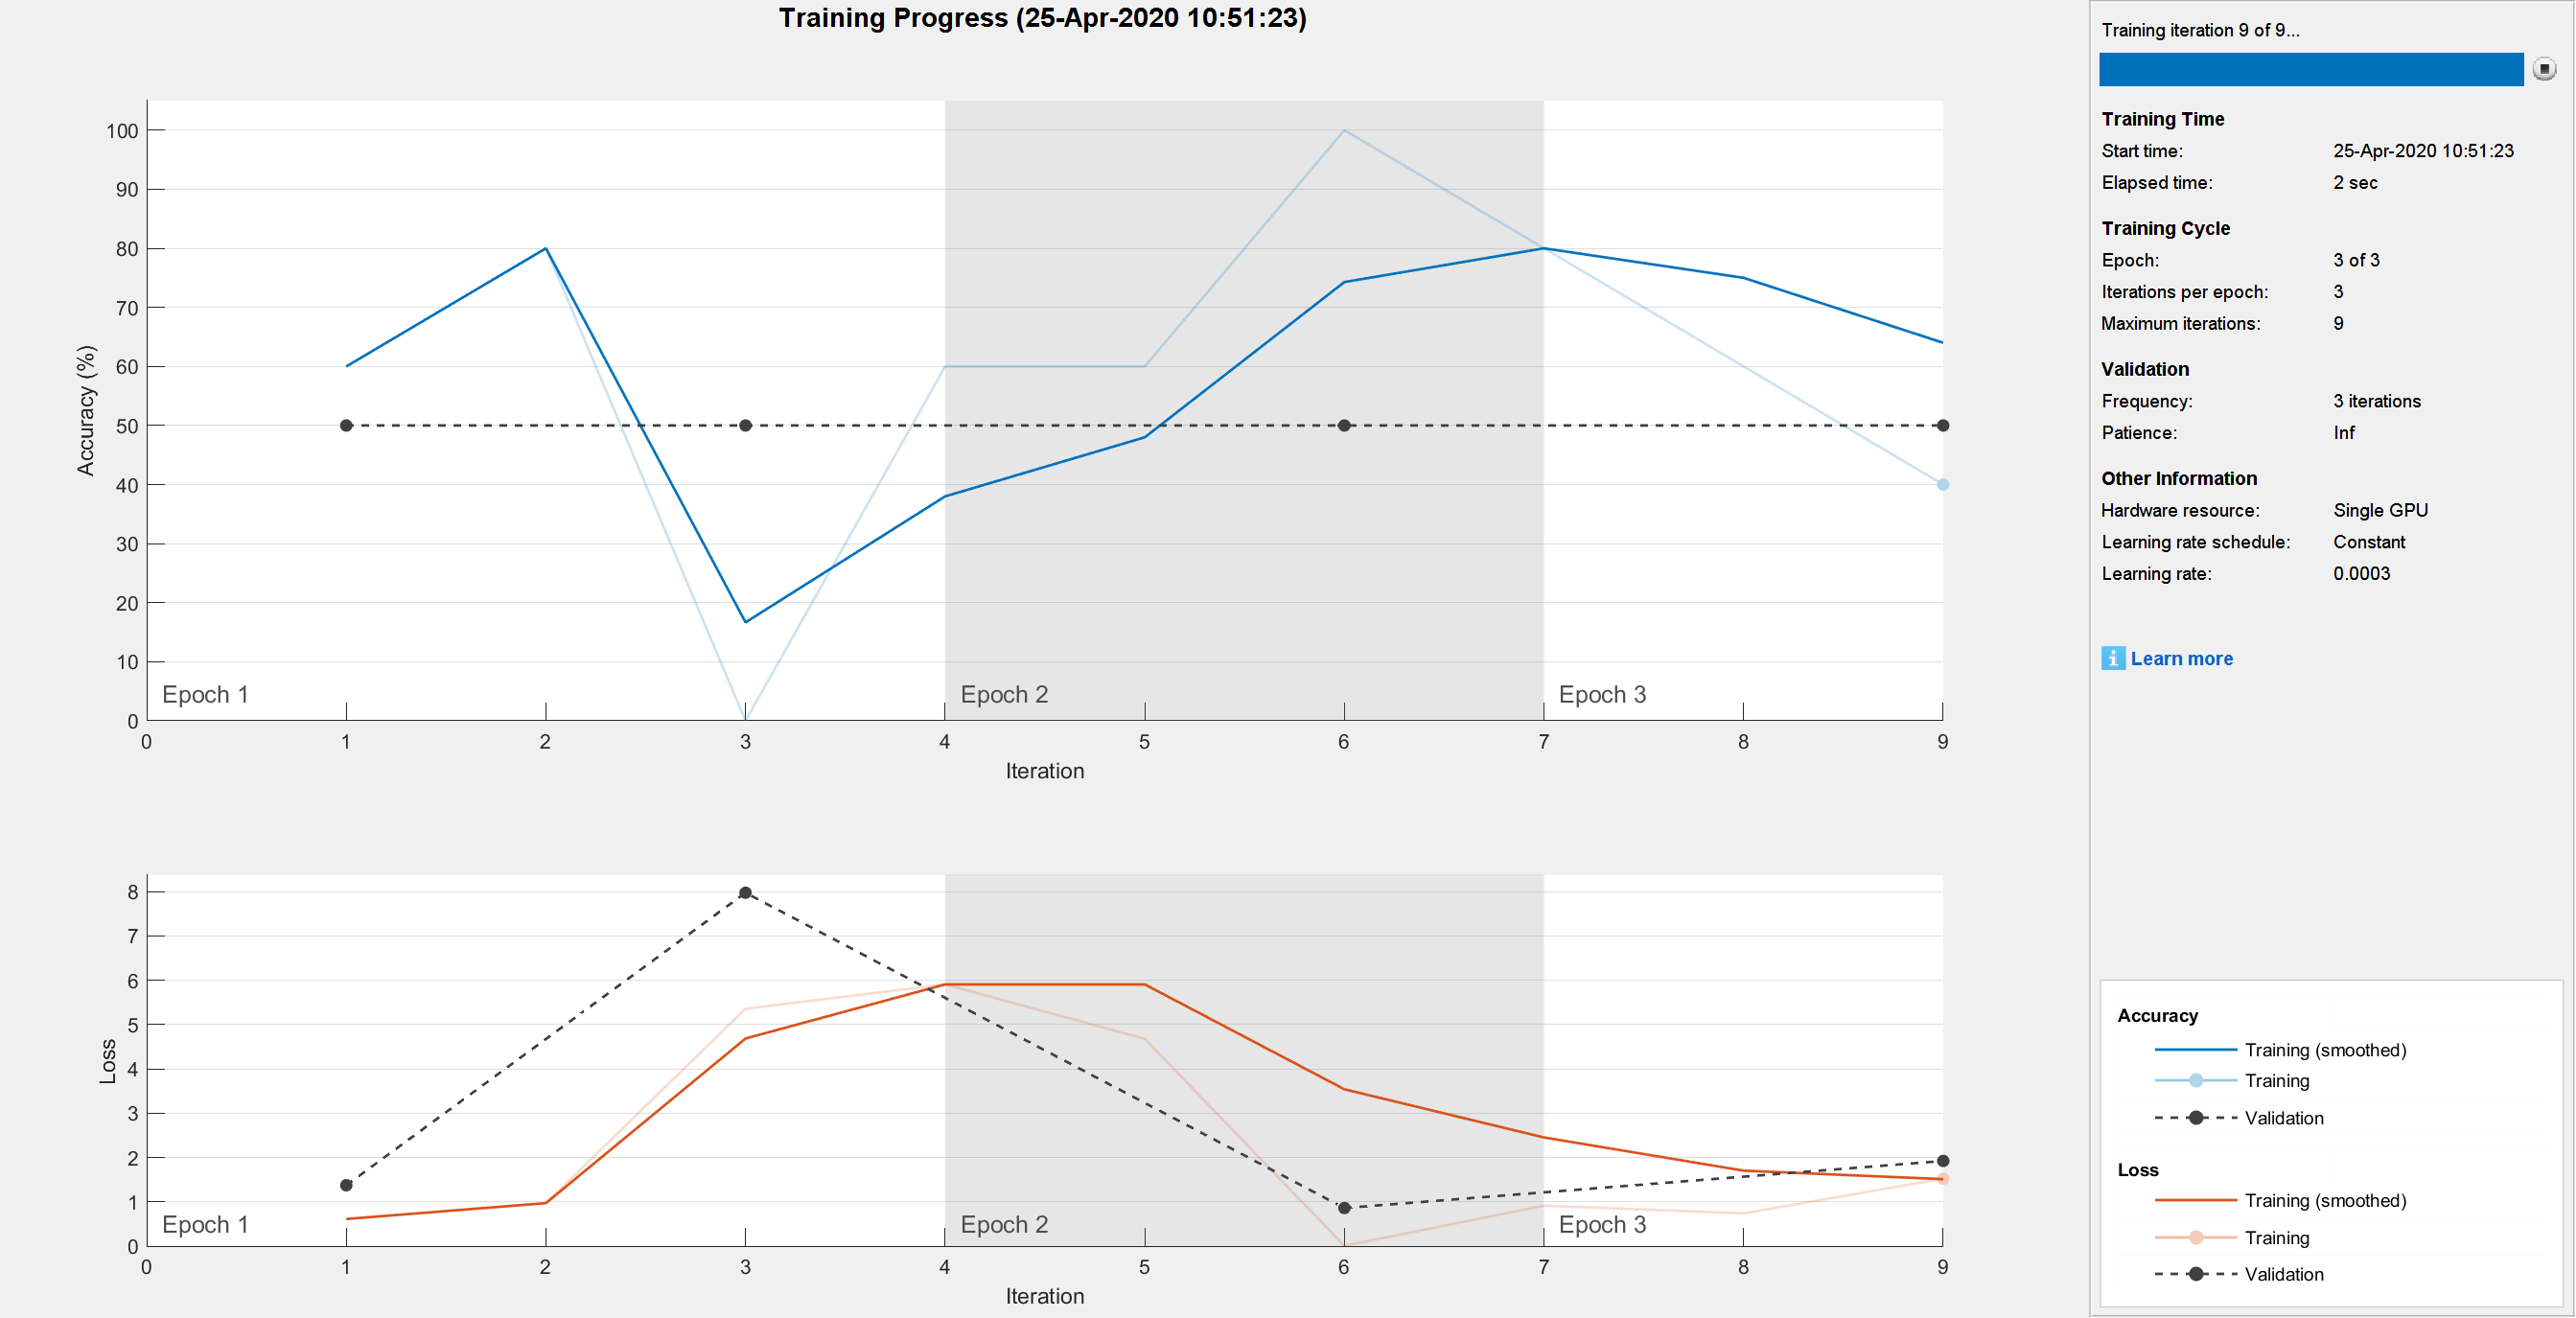 Training Progress (25-Apr-2020 10:51:23)
100
90
80
70
60
50
40
30
20
10
0
Accuracy (%)
Epoch 1
Epoch 2
Epoch 3
0 1 2 3 4 5 6 7 8 9
Iteration
8
7
6
5
4
3
2
1
0
Loss
Epoch 1
Epoch 2
Epoch 3
0 1 2 3 4 5 6 7 8 9
Iteration
Training iteration 9 of 9...
Training Time
Start time: 25-Apr-2020 10:51:23
Elapsed time: 2 sec
Training Cycle
Epoch: 3 of 3
Iterations per epoch: 3
Maximum iterations: 9
Validation
Frequency: 3 iterations
Patience: Inf
Other Information
Hardware resource: Single GPU
Learning rate schedule: Constant
Learning rate: 0.0003
i Learn more
Accuracy
Training (smoothed)
Training
Validation
Loss
Training (smoothed)
Training
Validation